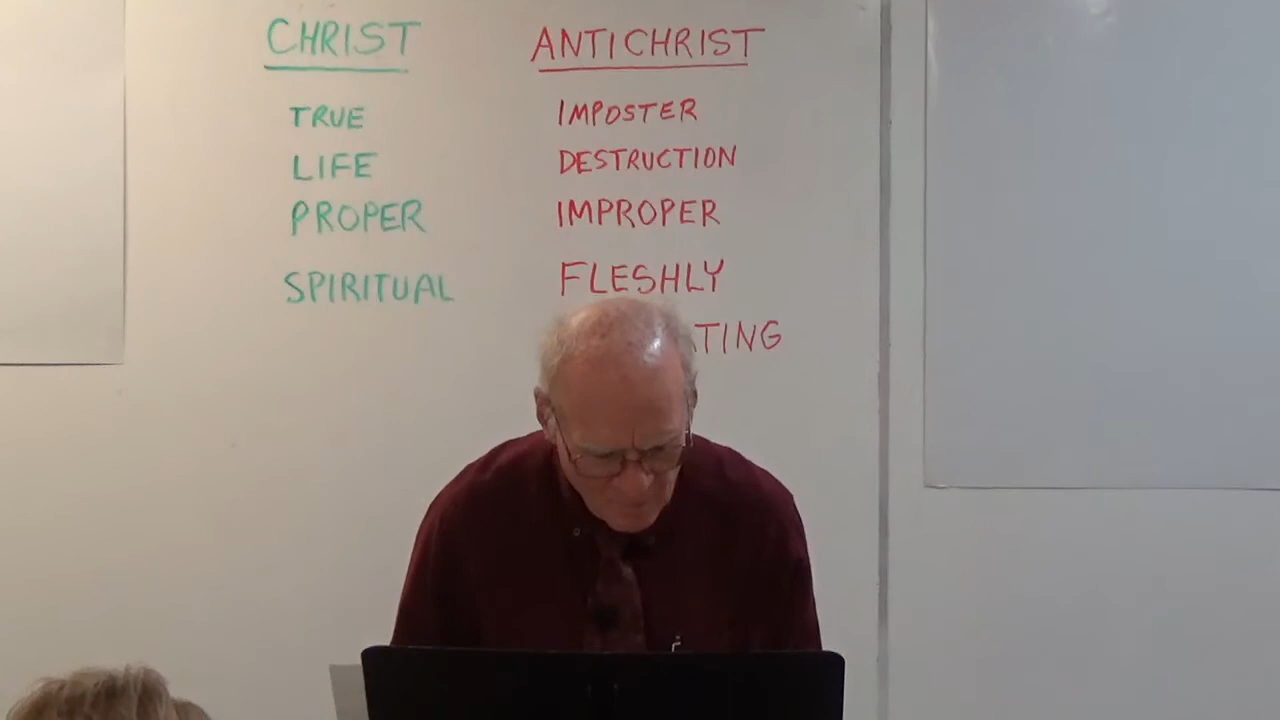 CHRIST ANTICHRIST
TRUE IMPOSTER
LIFE DESTRUCTION
PROPER IMPROPER
SPIRITUAL FLESHLY
TING